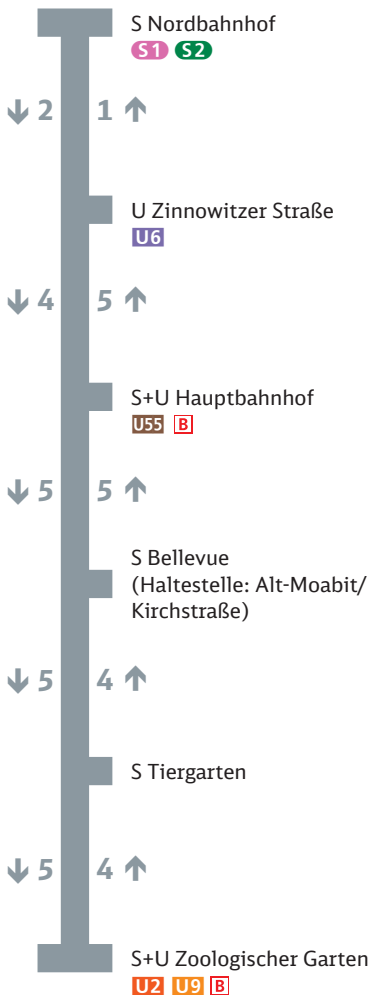 S Nordbahnhof
S1 S2
↓ 2 1 ↑
U Zinnowitzer Straße
U6
↓ 4 5 ↑
S+U Hauptbahnhof
U55 B
↓ 5 5 ↑
S Bellevue
(Haltestelle: Alt-Moabit/
Kirchstraße)
↓ 5 4 ↑
S Tiergarten
↓ 5 4 ↑
S+U Zoologischer Garten
U2 U9 B